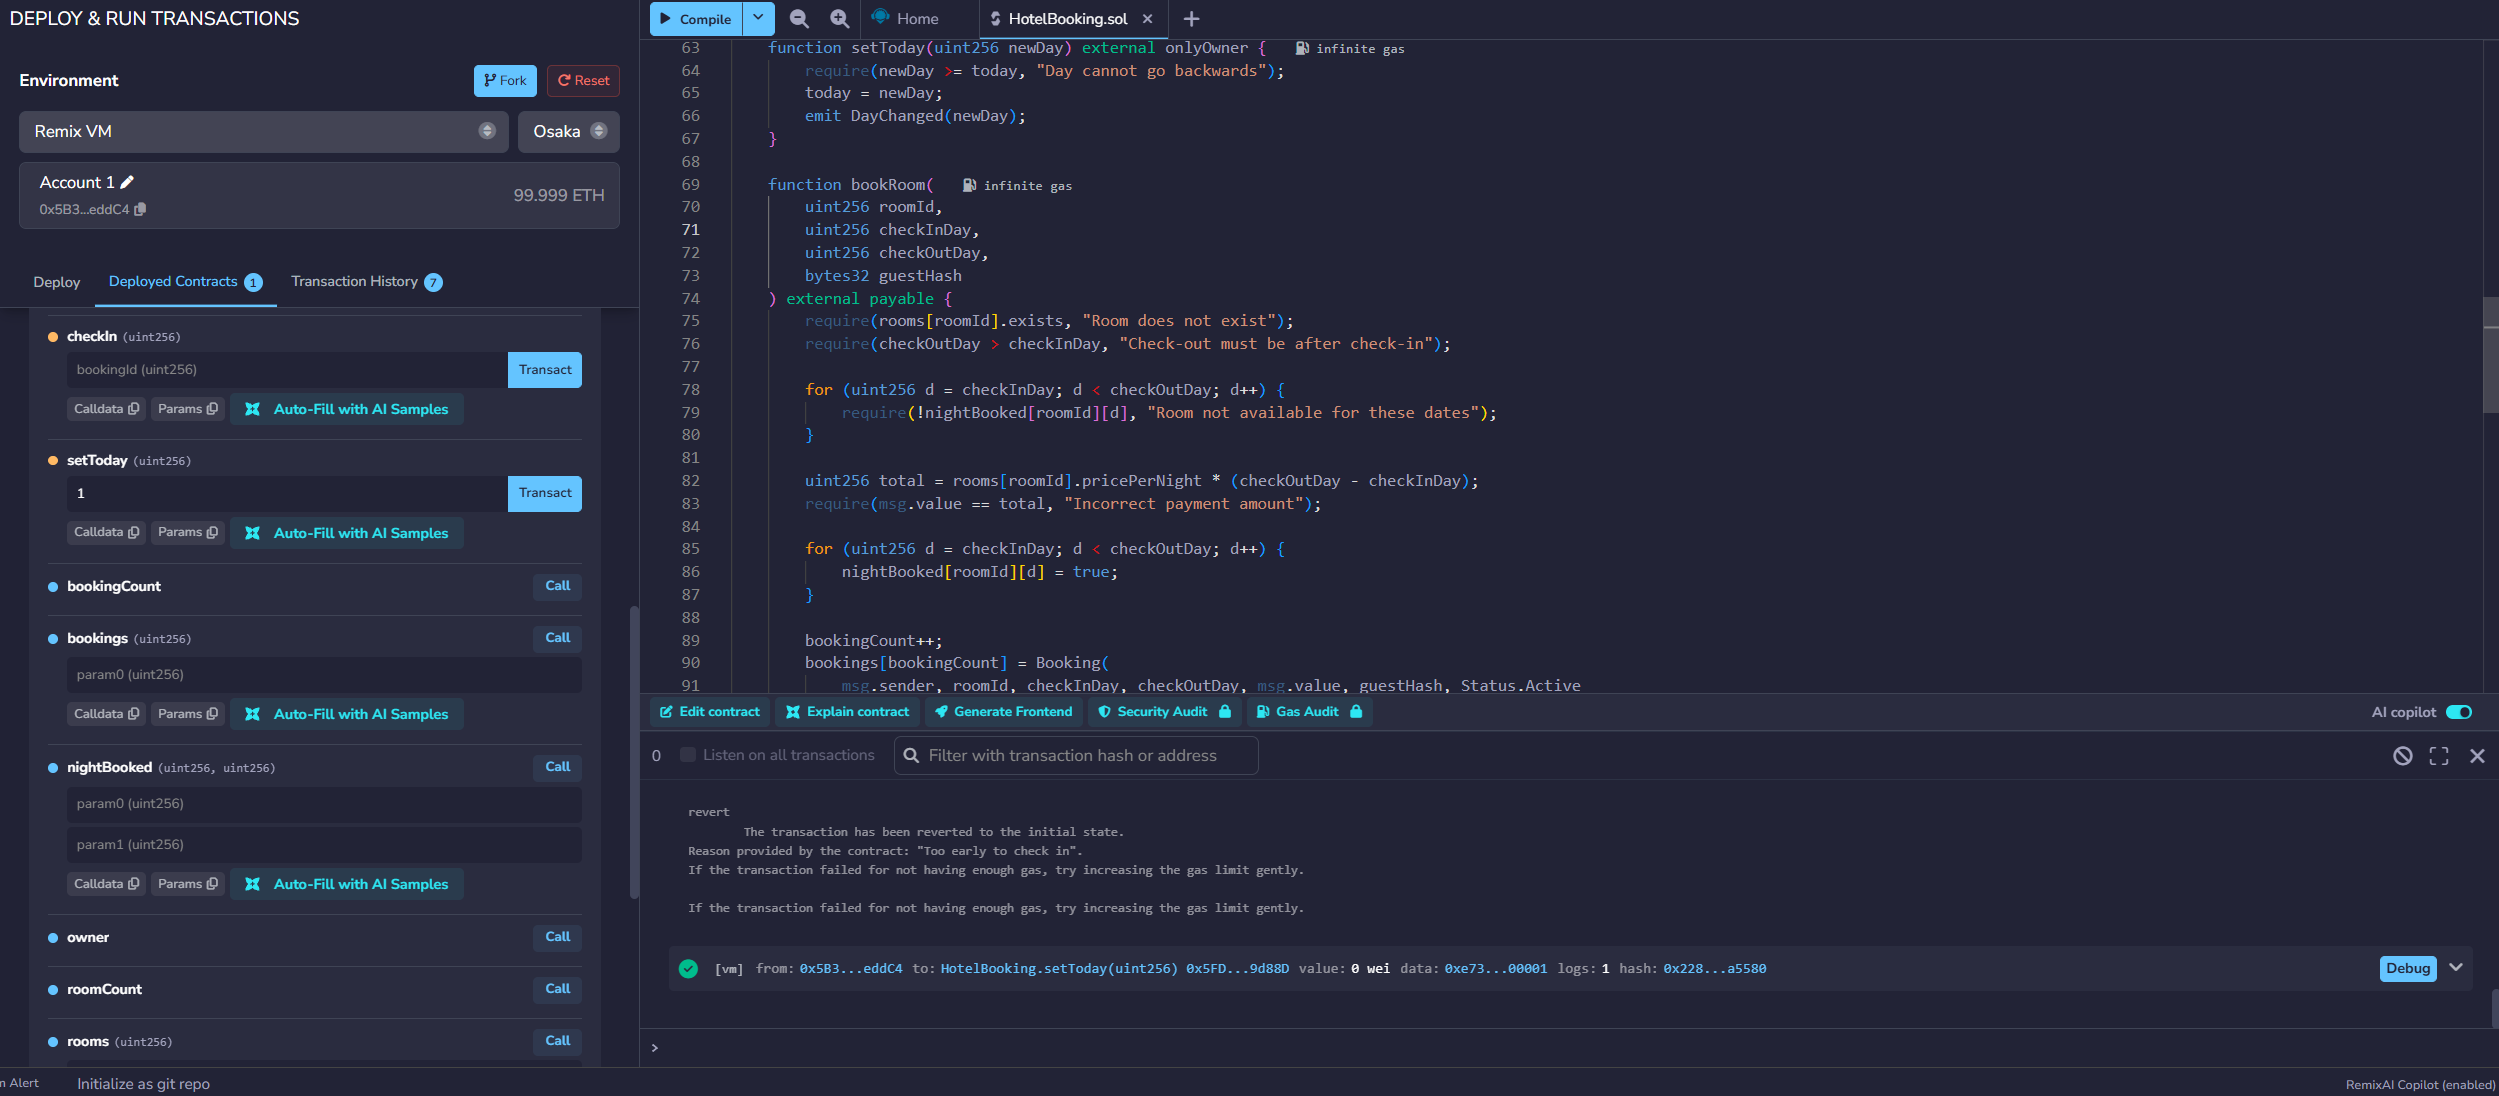 DEPLOY & RUN TRANSACTIONS
Environment
Fork
Reset
Remix VM
Osaka
Account 1
0x5B3...eddC4
99.999 ETH
Deploy
Deployed Contracts 1
Transaction History 7
checkIn (uint256)
bookingId (uint256)
Transact
Calldata
Params
Auto-Fill with AI Samples
setToday (uint256)
1
Transact
Calldata
Params
Auto-Fill with AI Samples
bookingCount
Call
bookings (uint256)
Call
param0 (uint256)
Calldata
Params
Auto-Fill with AI Samples
nightBooked (uint256, uint256)
Call
param0 (uint256)
param1 (uint256)
Calldata
Params
Auto-Fill with AI Samples
owner
Call
roomCount
Call
rooms (uint256)
Call
Compile
Home
HotelBooking.sol
63 function setToday(uint256 newDay) external onlyOwner { infinite gas
64 require(newDay >= today, "Day cannot go backwards");
65 today = newDay;
66 emit DayChanged(newDay);
67 }
68
69 function bookRoom( infinite gas
70 uint256 roomId,
71 uint256 checkInDay,
72 uint256 checkOutDay,
73 bytes32 guestHash
74 ) external payable {
75 require(rooms[roomId].exists, "Room does not exist");
76 require(checkOutDay > checkInDay, "Check-out must be after check-in");
77
78 for (uint256 d = checkInDay; d < checkOutDay; d++) {
79 require(!nightBooked[roomId][d], "Room not available for these dates");
80 }
81
82 uint256 total = rooms[roomId].pricePerNight * (checkOutDay - checkInDay);
83 require(msg.value == total, "Incorrect payment amount");
84
85 for (uint256 d = checkInDay; d < checkOutDay; d++) {
86 nightBooked[roomId][d] = true;
87 }
88
89 bookingCount++;
90 bookings[bookingCount] = Booking(
91 msg.sender, roomId, checkInDay, checkOutDay, msg.value, guestHash, Status.Active
Edit contract
Explain contract
Generate Frontend
Security Audit
Gas Audit
AI copilot
0
Listen on all transactions
Filter with transaction hash or address
revert
The transaction has been reverted to the initial state.
Reason provided by the contract: "Too early to check in".
If the transaction failed for not having enough gas, try increasing the gas limit gently.
If the transaction failed for not having enough gas, try increasing the gas limit gently.
[vm] from: 0x5B3...eddC4 to: HotelBooking.setToday(uint256) 0x5FD...9d88D value: 0 wei data: 0xe73...00001 logs: 1 hash: 0x228...a5580
Debug
>
n Alert
Initialize as git repo
RemixAI Copilot (enabled)